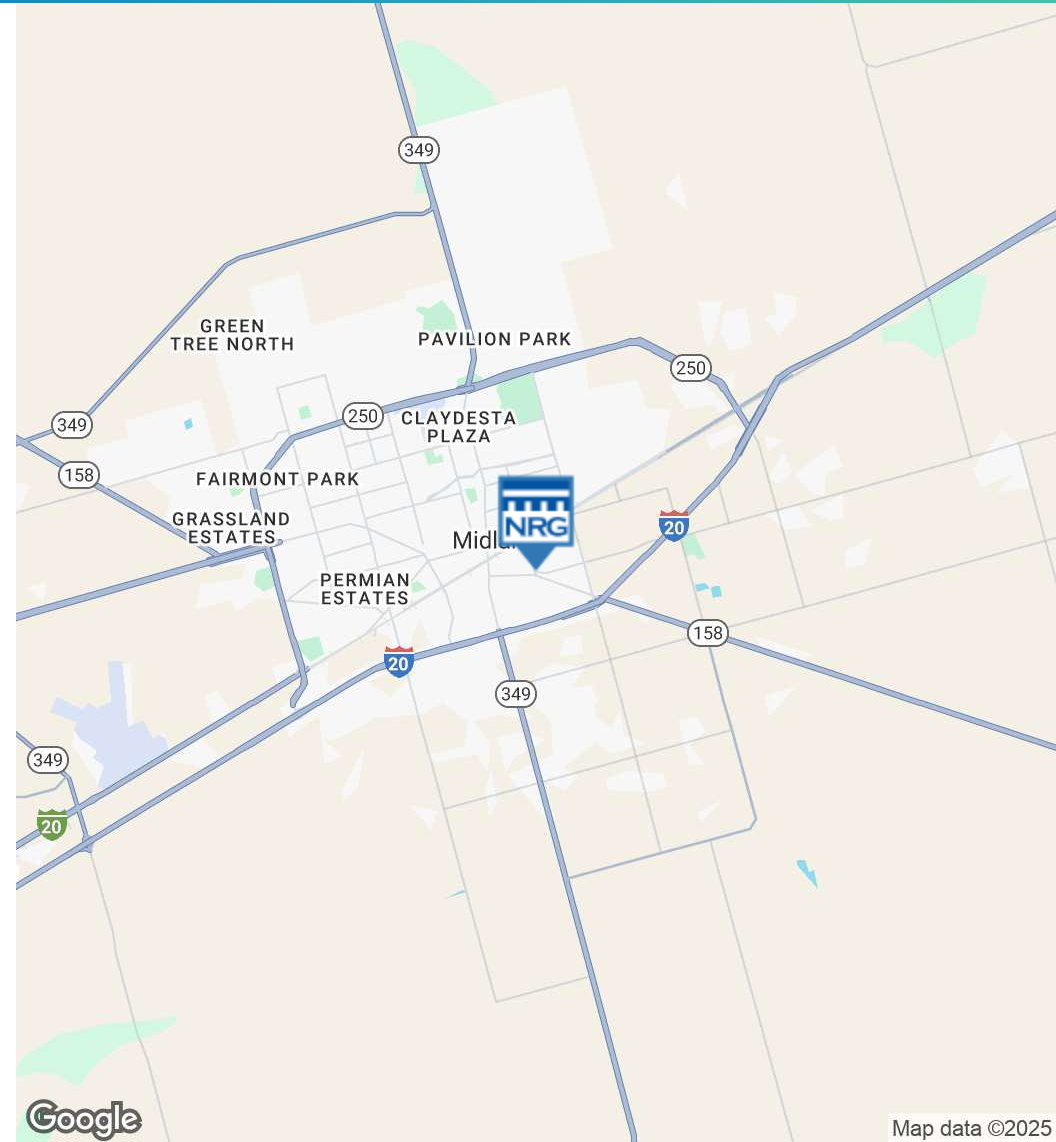 349
GREEN
TREE NORTH
PAVILION PARK
250
349
250
CLAYDESTA
PLAZA
158
FAIRMONT PARK
GRASSLAND
ESTATES
NRG
20
PERMIAN
ESTATES
158
20
349
349
20
Google
Map data ©2025